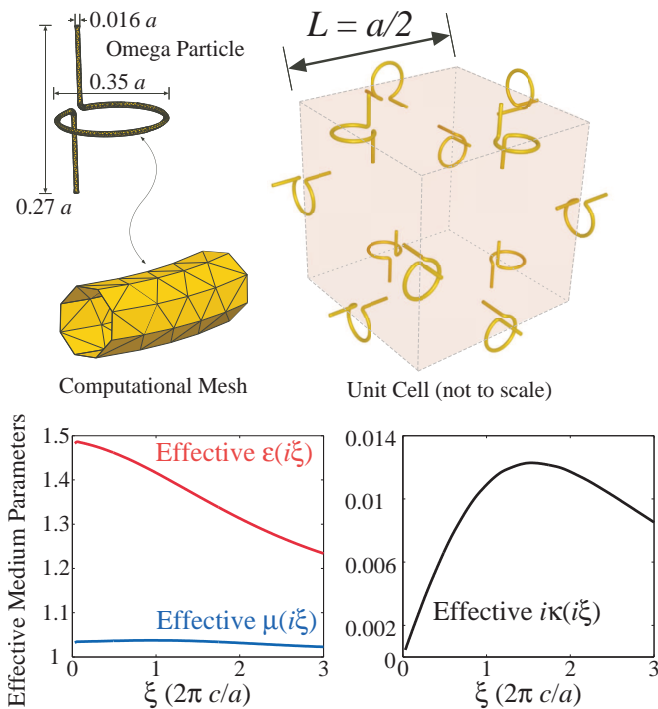 0.016 a
Omega Particle
0.35 a
0.27 a
L = a/2
Computational Mesh
Unit Cell (not to scale)
Effective Medium Parameters
1.5
1.4
1.3
1.2
1.1
1
Effective ε(iξ)
Effective μ(iξ)
0 1 2 3
ξ (2π c/a)
0.014
0.010
0.006
0.002
0
Effective iκ(iξ)
0 1 2 3
ξ (2π c/a)